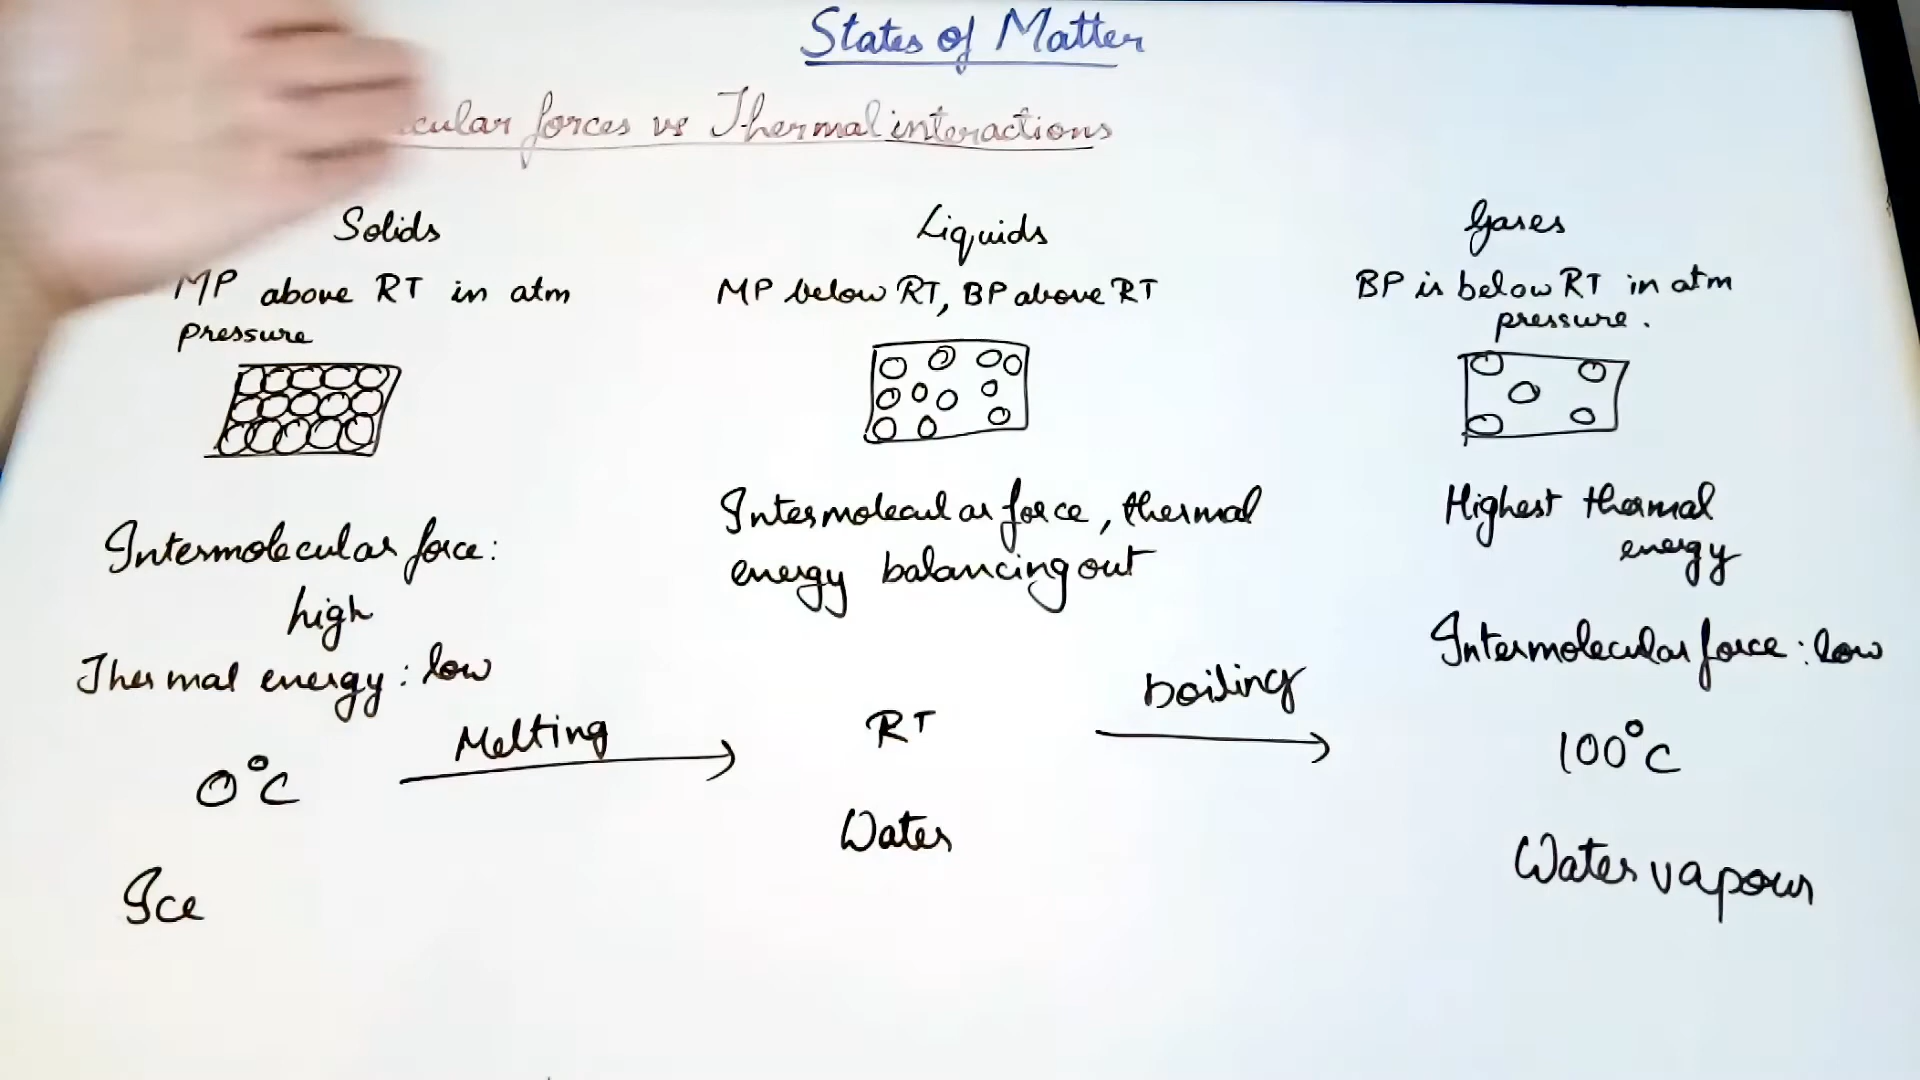 States of Matter
cular forces vs Thermal interactions
Solids
MP above RT in atm
pressure
Liquids
MP below RT, BP above RT
Gases
BP is below RT in atm
pressure.
Intermolecular force:
high
Thermal energy: low
Intermolecular force, thermal
energy balancing out
Highest thermal
energy
Intermolecular force: low
0°C
Melting
RT
boiling
100°C
Ice
Water
Water vapour